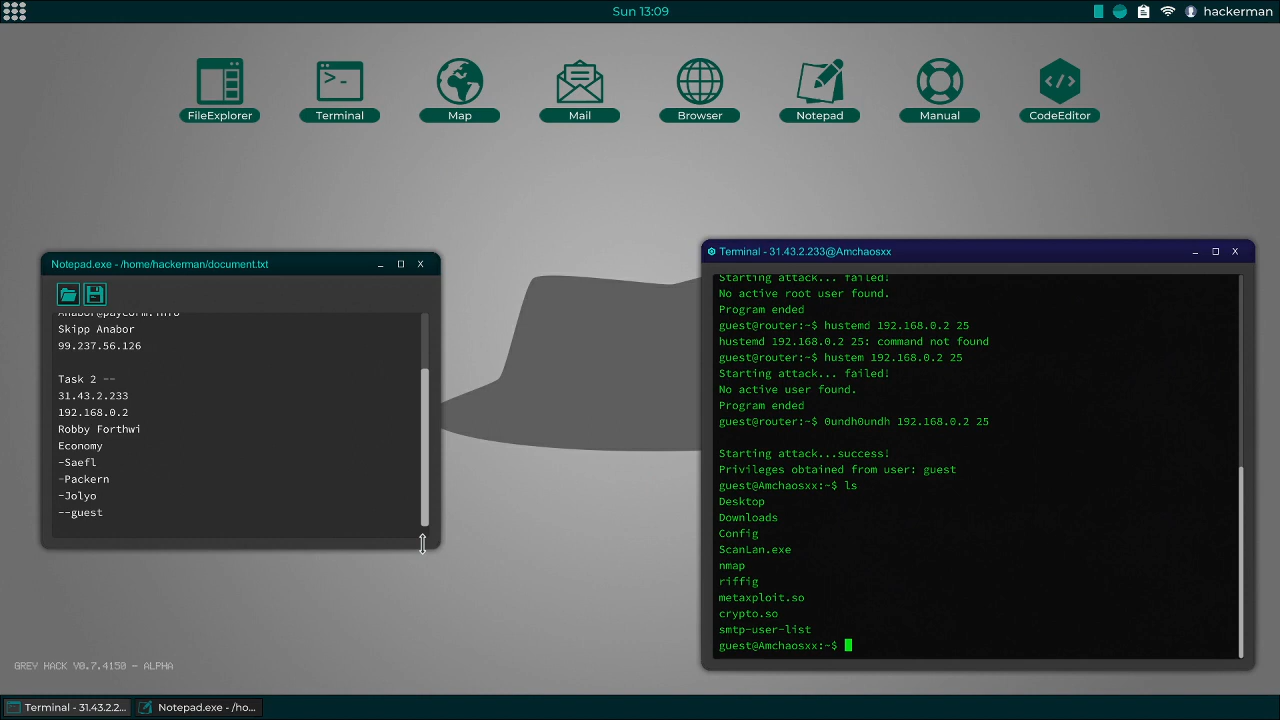 Sun 13:09
hackerman
FileExplorer
Terminal
Map
Mail
Browser
Notepad
Manual
CodeEditor
Notepad.exe - /home/hackerman/document.txt
Anabor@paycorm.info
Skipp Anabor
99.237.56.126
Task 2 --
31.43.2.233
192.168.0.2
Robby Forthwi
Economy
-Saefl
-Packern
-Jolyo
--guest
Terminal - 31.43.2.233@Amchaosxx
Starting attack... failed!
No active root user found.
Program ended
guest@router:~$ hustemd 192.168.0.2 25
hustemd 192.168.0.2 25: command not found
guest@router:~$ hustem 192.168.0.2 25
Starting attack... failed!
No active user found.
Program ended
guest@router:~$ 0undh0undh 192.168.0.2 25
Starting attack...success!
Privileges obtained from user: guest
guest@Amchaosxx:~$ ls
Desktop
Downloads
Config
ScanLan.exe
nmap
riffig
metaxploit.so
crypto.so
smtp-user-list
guest@Amchaosxx:~$
GREY HACK V0.7.4150 - ALPHA
Terminal - 31.43.2.2...
Notepad.exe - /ho...